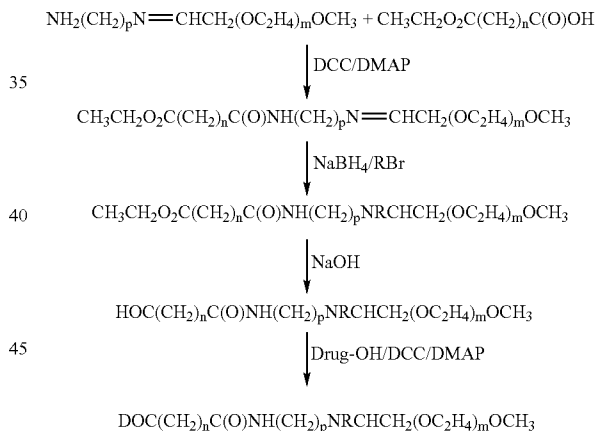 NH₂(CH₂)ₚN=CHCH₂(OC₂H₄)ₘOCH₃ + CH₃CH₂O₂C(CH₂)ₙC(O)OH
DCC/DMAP
35
CH₃CH₂O₂C(CH₂)ₙC(O)NH(CH₂)ₚN=CHCH₂(OC₂H₄)ₘOCH₃
NaBH₄/RBr
40
CH₃CH₂O₂C(CH₂)ₙC(O)NH(CH₂)ₚNRCHCH₂(OC₂H₄)ₘOCH₃
NaOH
HOC(CH₂)ₙC(O)NH(CH₂)ₚNRCHCH₂(OC₂H₄)ₘOCH₃
45
Drug-OH/DCC/DMAP
DOC(CH₂)ₙC(O)NH(CH₂)ₚNRCHCH₂(OC₂H₄)ₘOCH₃